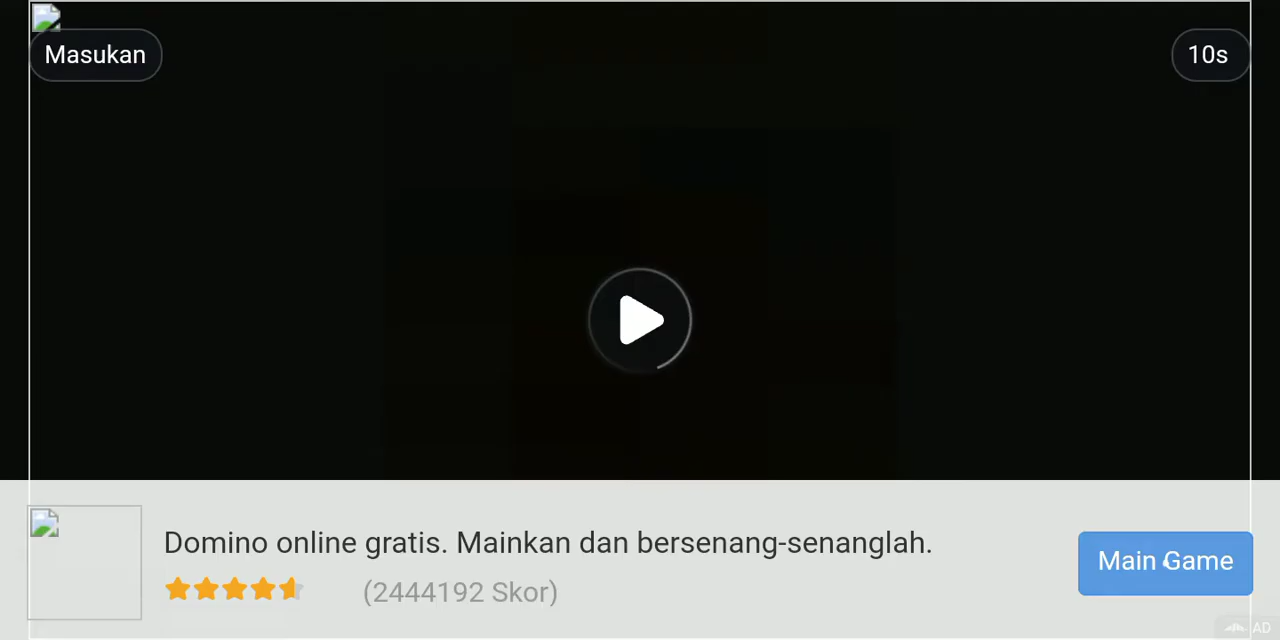 Masukan
10s
Domino online gratis. Mainkan dan bersenang-senanglah.
(2444192 Skor)
Main Game
AD